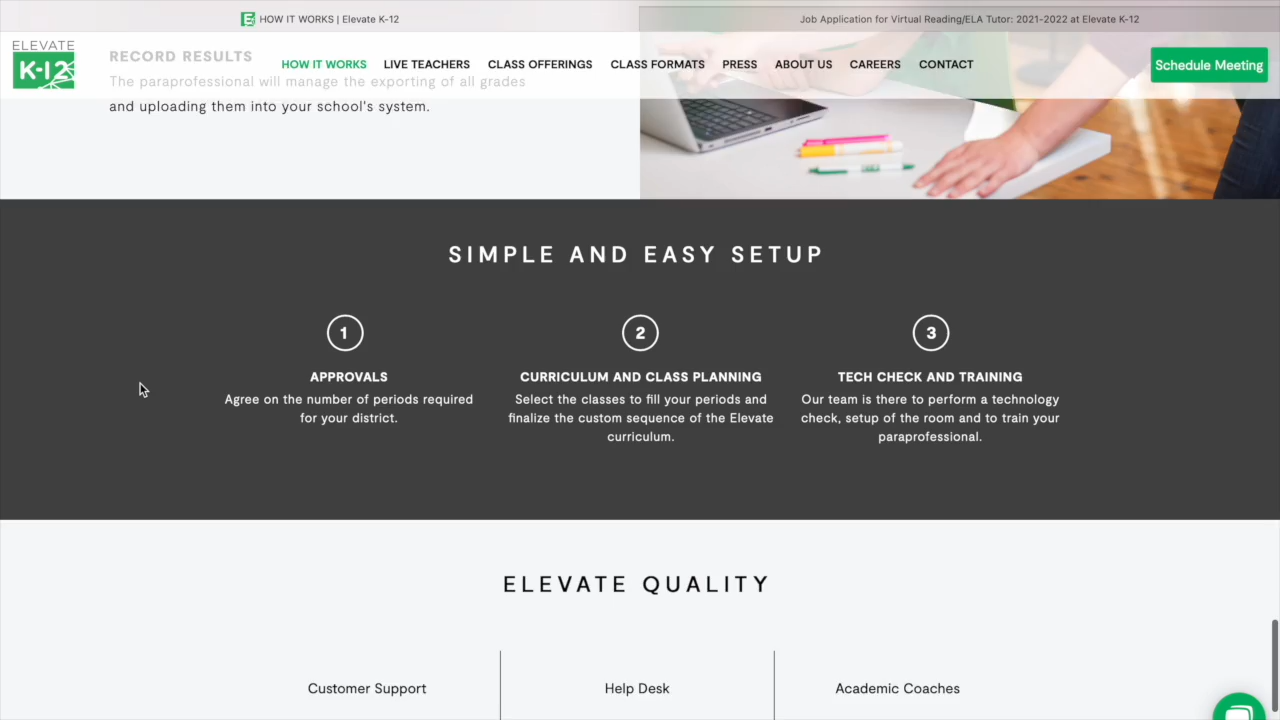 HOW IT WORKS | Elevate K-12
Job Application for Virtual Reading/ELA Tutor: 2021-2022 at Elevate K-12
ELEVATE
K-12
HOW IT WORKS LIVE TEACHERS CLASS OFFERINGS CLASS FORMATS PRESS ABOUT US CAREERS CONTACT
Schedule Meeting
RECORD RESULTS
The paraprofessional will manage the exporting of all grades
and uploading them into your school's system.
SIMPLE AND EASY SETUP
1
APPROVALS
Agree on the number of periods required
for your district.
2
CURRICULUM AND CLASS PLANNING
Select the classes to fill your periods and
finalize the custom sequence of the Elevate
curriculum.
3
TECH CHECK AND TRAINING
Our team is there to perform a technology
check, setup of the room and to train your
paraprofessional.
ELEVATE QUALITY
Customer Support
Help Desk
Academic Coaches